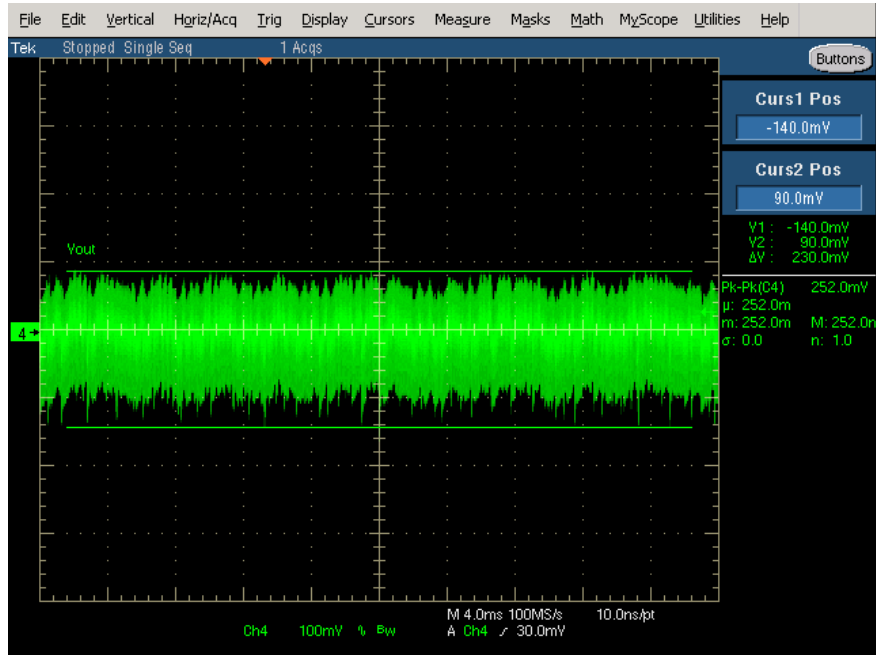 File Edit Vertical Horiz/Acq Trig Display Cursors Measure Masks Math MyScope Utilities Help
Tek Stopped Single Seq 1 Acqs
Buttons
Curs1 Pos
-140.0mV
Curs2 Pos
90.0mV
V1 : -140.0mV
V2 : 90.0mV
ΔV : 230.0mV
Vout
Pk-Pk(C4) 252.0mV
μ: 252.0m
m: 252.0m M: 252.0m
σ: 0.0 n: 1.0
4
M 4.0ms 100MS/s 10.0ns/pt
Ch4 100mV ∿ Bw A Ch4 ∕ 30.0mV